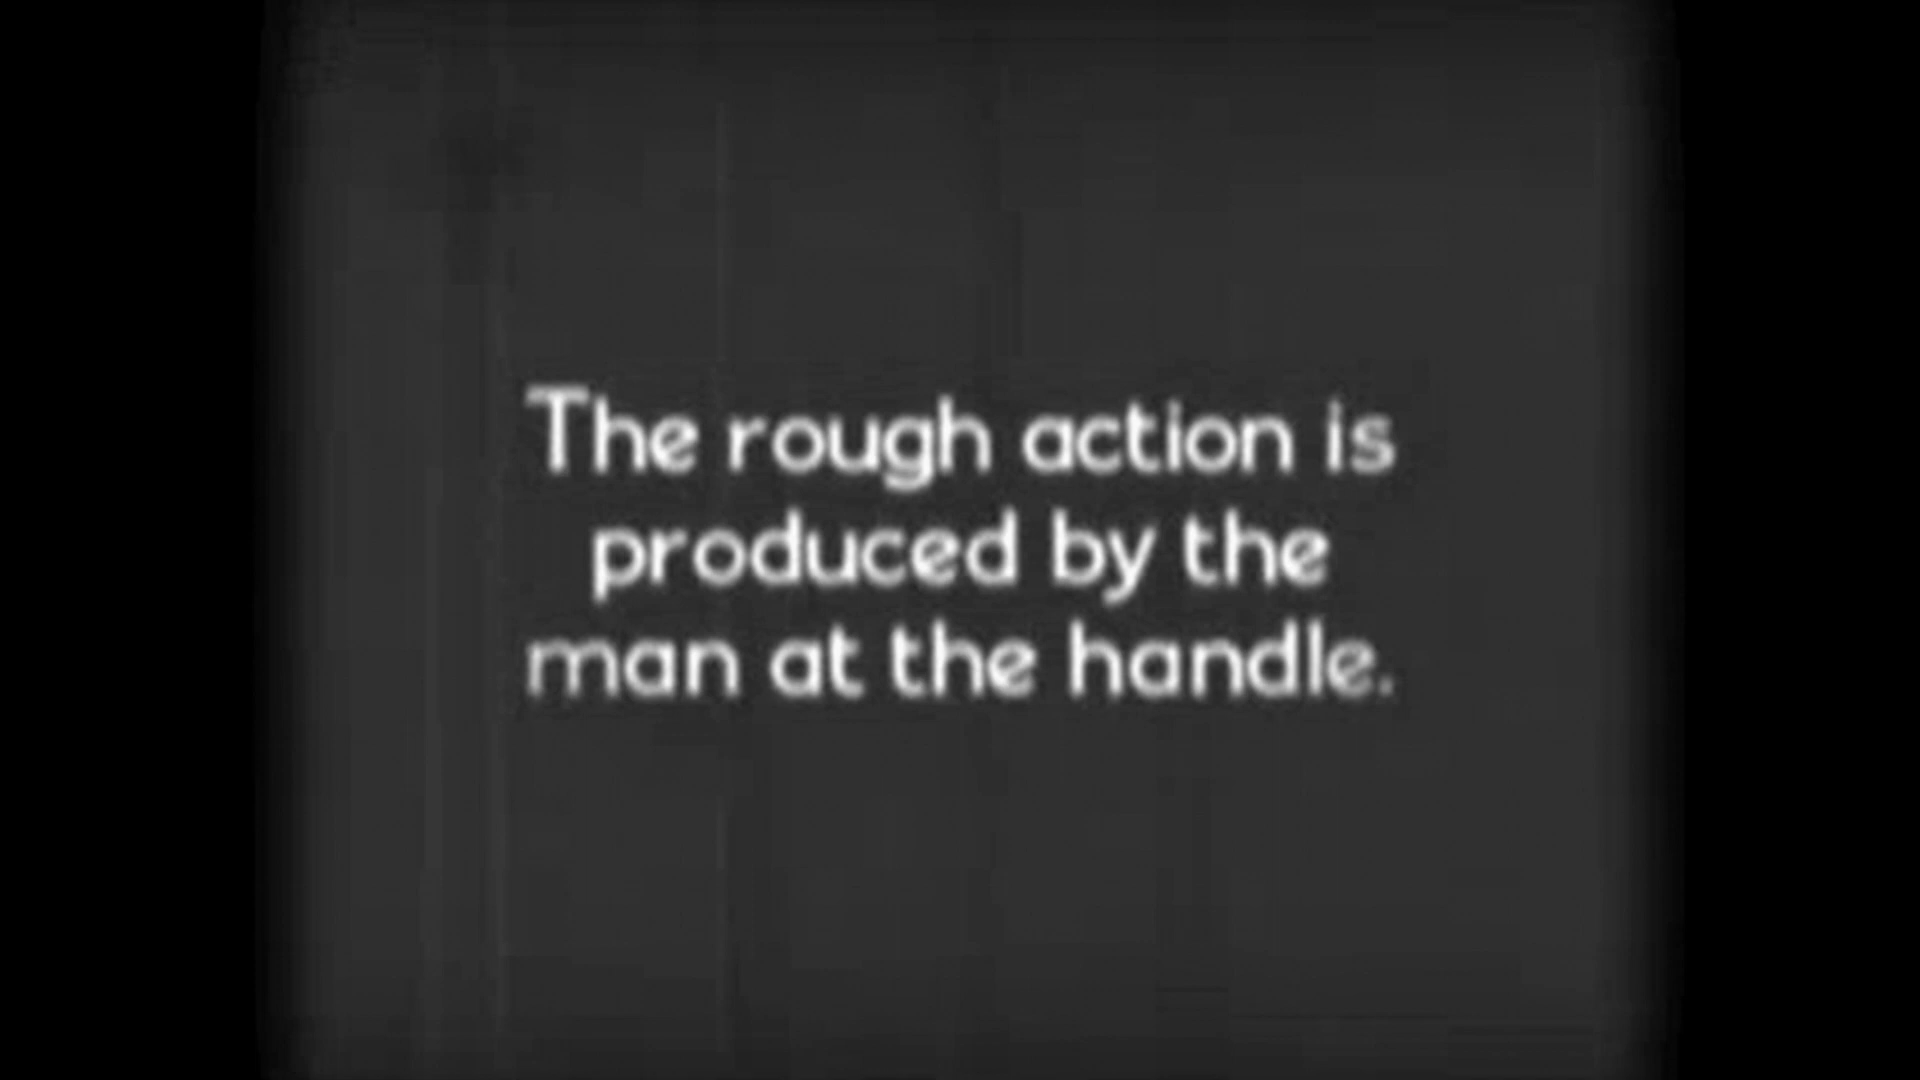 The rough action is
produced by the
man at the handle.